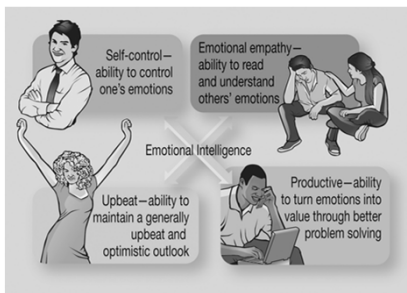 Self-control—
ability to control
one's emotions
Emotional empathy—
ability to read
and understand
others' emotions
Emotional Intelligence
Upbeat—ability to
maintain a generally
upbeat and
optimistic outlook
Productive—ability
to turn emotions into
value through better
problem solving